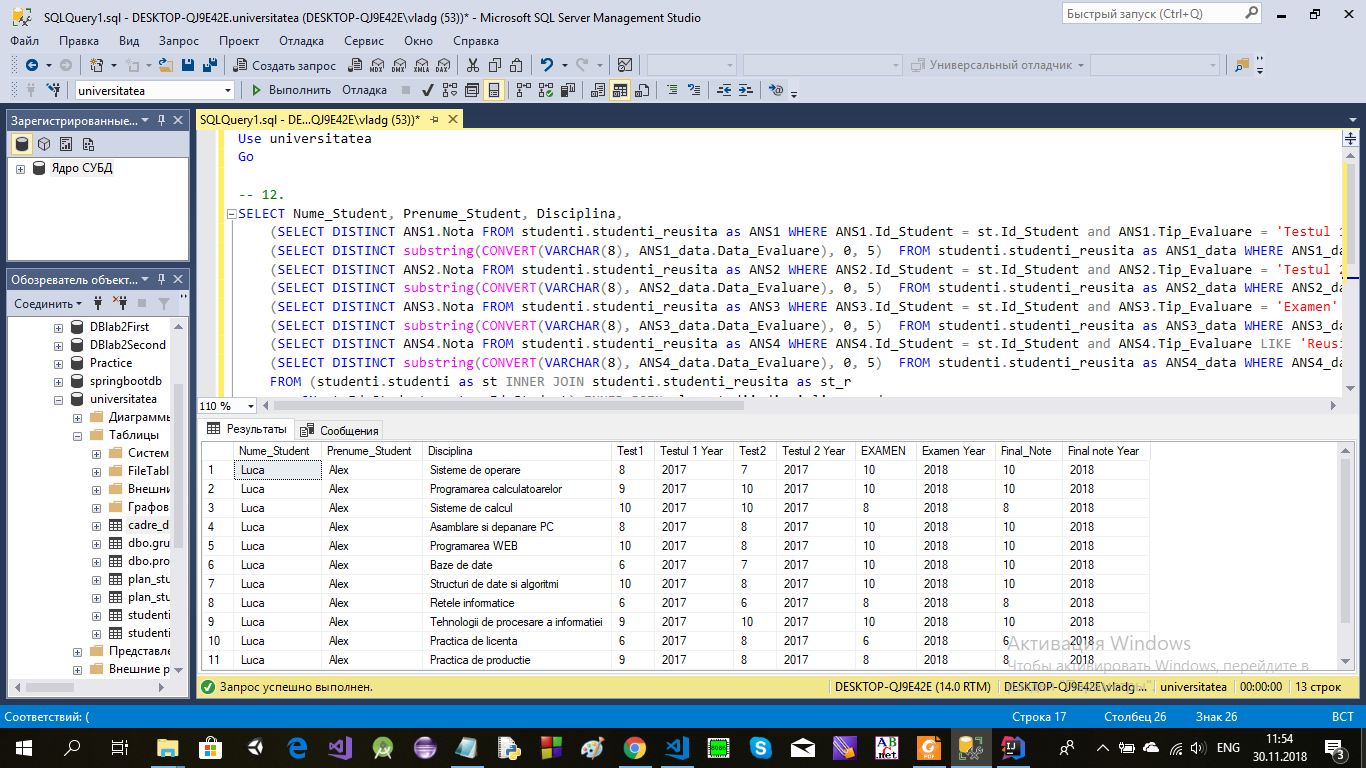 SQLQuery1.sql - DESKTOP-QJ9E42E.universitatea (DESKTOP-QJ9E42E\vladg (53))* - Microsoft SQL Server Management Studio
Быстрый запуск (Ctrl+Q)
Файл Правка Вид Запрос Проект Отладка Сервис Окно Справка
Создать запрос MDX DMX XMLA DAX Универсальный отладчик
universitatea Выполнить Отладка
Зарегистрированные...
Ядро СУБД
SQLQuery1.sql - DE...QJ9E42E\vladg (53))*
Use universitatea
Go
-- 12.
SELECT Nume_Student, Prenume_Student, Disciplina,
(SELECT DISTINCT ANS1.Nota FROM studenti.studenti_reusita as ANS1 WHERE ANS1.Id_Student = st.Id_Student and ANS1.Tip_Evaluare = 'Testul 1
(SELECT DISTINCT substring(CONVERT(VARCHAR(8), ANS1_data.Data_Evaluare), 0, 5) FROM studenti.studenti_reusita as ANS1_data WHERE ANS1_da
(SELECT DISTINCT ANS2.Nota FROM studenti.studenti_reusita as ANS2 WHERE ANS2.Id_Student = st.Id_Student and ANS2.Tip_Evaluare = 'Testul 2
(SELECT DISTINCT substring(CONVERT(VARCHAR(8), ANS2_data.Data_Evaluare), 0, 5) FROM studenti.studenti_reusita as ANS2_data WHERE ANS2_da
(SELECT DISTINCT ANS3.Nota FROM studenti.studenti_reusita as ANS3 WHERE ANS3.Id_Student = st.Id_Student and ANS3.Tip_Evaluare = 'Examen'
(SELECT DISTINCT substring(CONVERT(VARCHAR(8), ANS3_data.Data_Evaluare), 0, 5) FROM studenti.studenti_reusita as ANS3_data WHERE ANS3_da
(SELECT DISTINCT ANS4.Nota FROM studenti.studenti_reusita as ANS4 WHERE ANS4.Id_Student = st.Id_Student and ANS4.Tip_Evaluare LIKE 'Reusi
(SELECT DISTINCT substring(CONVERT(VARCHAR(8), ANS4_data.Data_Evaluare), 0, 5) FROM studenti.studenti_reusita as ANS4_data WHERE ANS4_da
FROM (studenti.studenti as st INNER JOIN studenti.studenti_reusita as st_r
110 %
Обозреватель объект...
Соединить
DBlab2First
DBlab2Second
Practice
springbootdb
universitatea
Диаграммы
Таблицы
Систем
FileTabl
Внешни
Графов
cadre_d
dbo.gru
dbo.pro
plan_stu
plan_stu
studenti
studenti
Представле
Внешние р
Результаты Сообщения
Nume_Student Prenume_Student Disciplina Test1 Testul 1 Year Test2 Testul 2 Year EXAMEN Examen Year Final_Note Final note Year
1 Luca Alex Sisteme de operare 8 2017 7 2017 10 2018 10 2018
2 Luca Alex Programarea calculatoarelor 9 2017 10 2017 10 2018 10 2018
3 Luca Alex Sisteme de calcul 10 2017 10 2017 8 2018 8 2018
4 Luca Alex Asamblare si depanare PC 8 2017 8 2017 10 2018 10 2018
5 Luca Alex Programarea WEB 10 2017 8 2017 10 2018 10 2018
6 Luca Alex Baze de date 6 2017 7 2017 10 2018 10 2018
7 Luca Alex Structuri de date si algoritmi 10 2017 8 2017 10 2018 10 2018
8 Luca Alex Retele informatice 6 2017 6 2017 8 2018 8 2018
9 Luca Alex Tehnologii de procesare a informatiei 9 2017 10 2017 10 2018 10 2018
10 Luca Alex Practica de licenta 6 2017 8 2017 6 2018 6 2018
11 Luca Alex Practica de productie 9 2017 8 2017 8 2018 8 2018
Активация Windows
Чтобы активировать Windows, перейдите в
Запрос успешно выполнен. DESKTOP-QJ9E42E (14.0 RTM) DESKTOP-QJ9E42E\vladg ... universitatea 00:00:00 13 строк
Соответствий: ( Строка 17 Столбец 26 Знак 26 ВСТ
ENG 11:54
30.11.2018 3